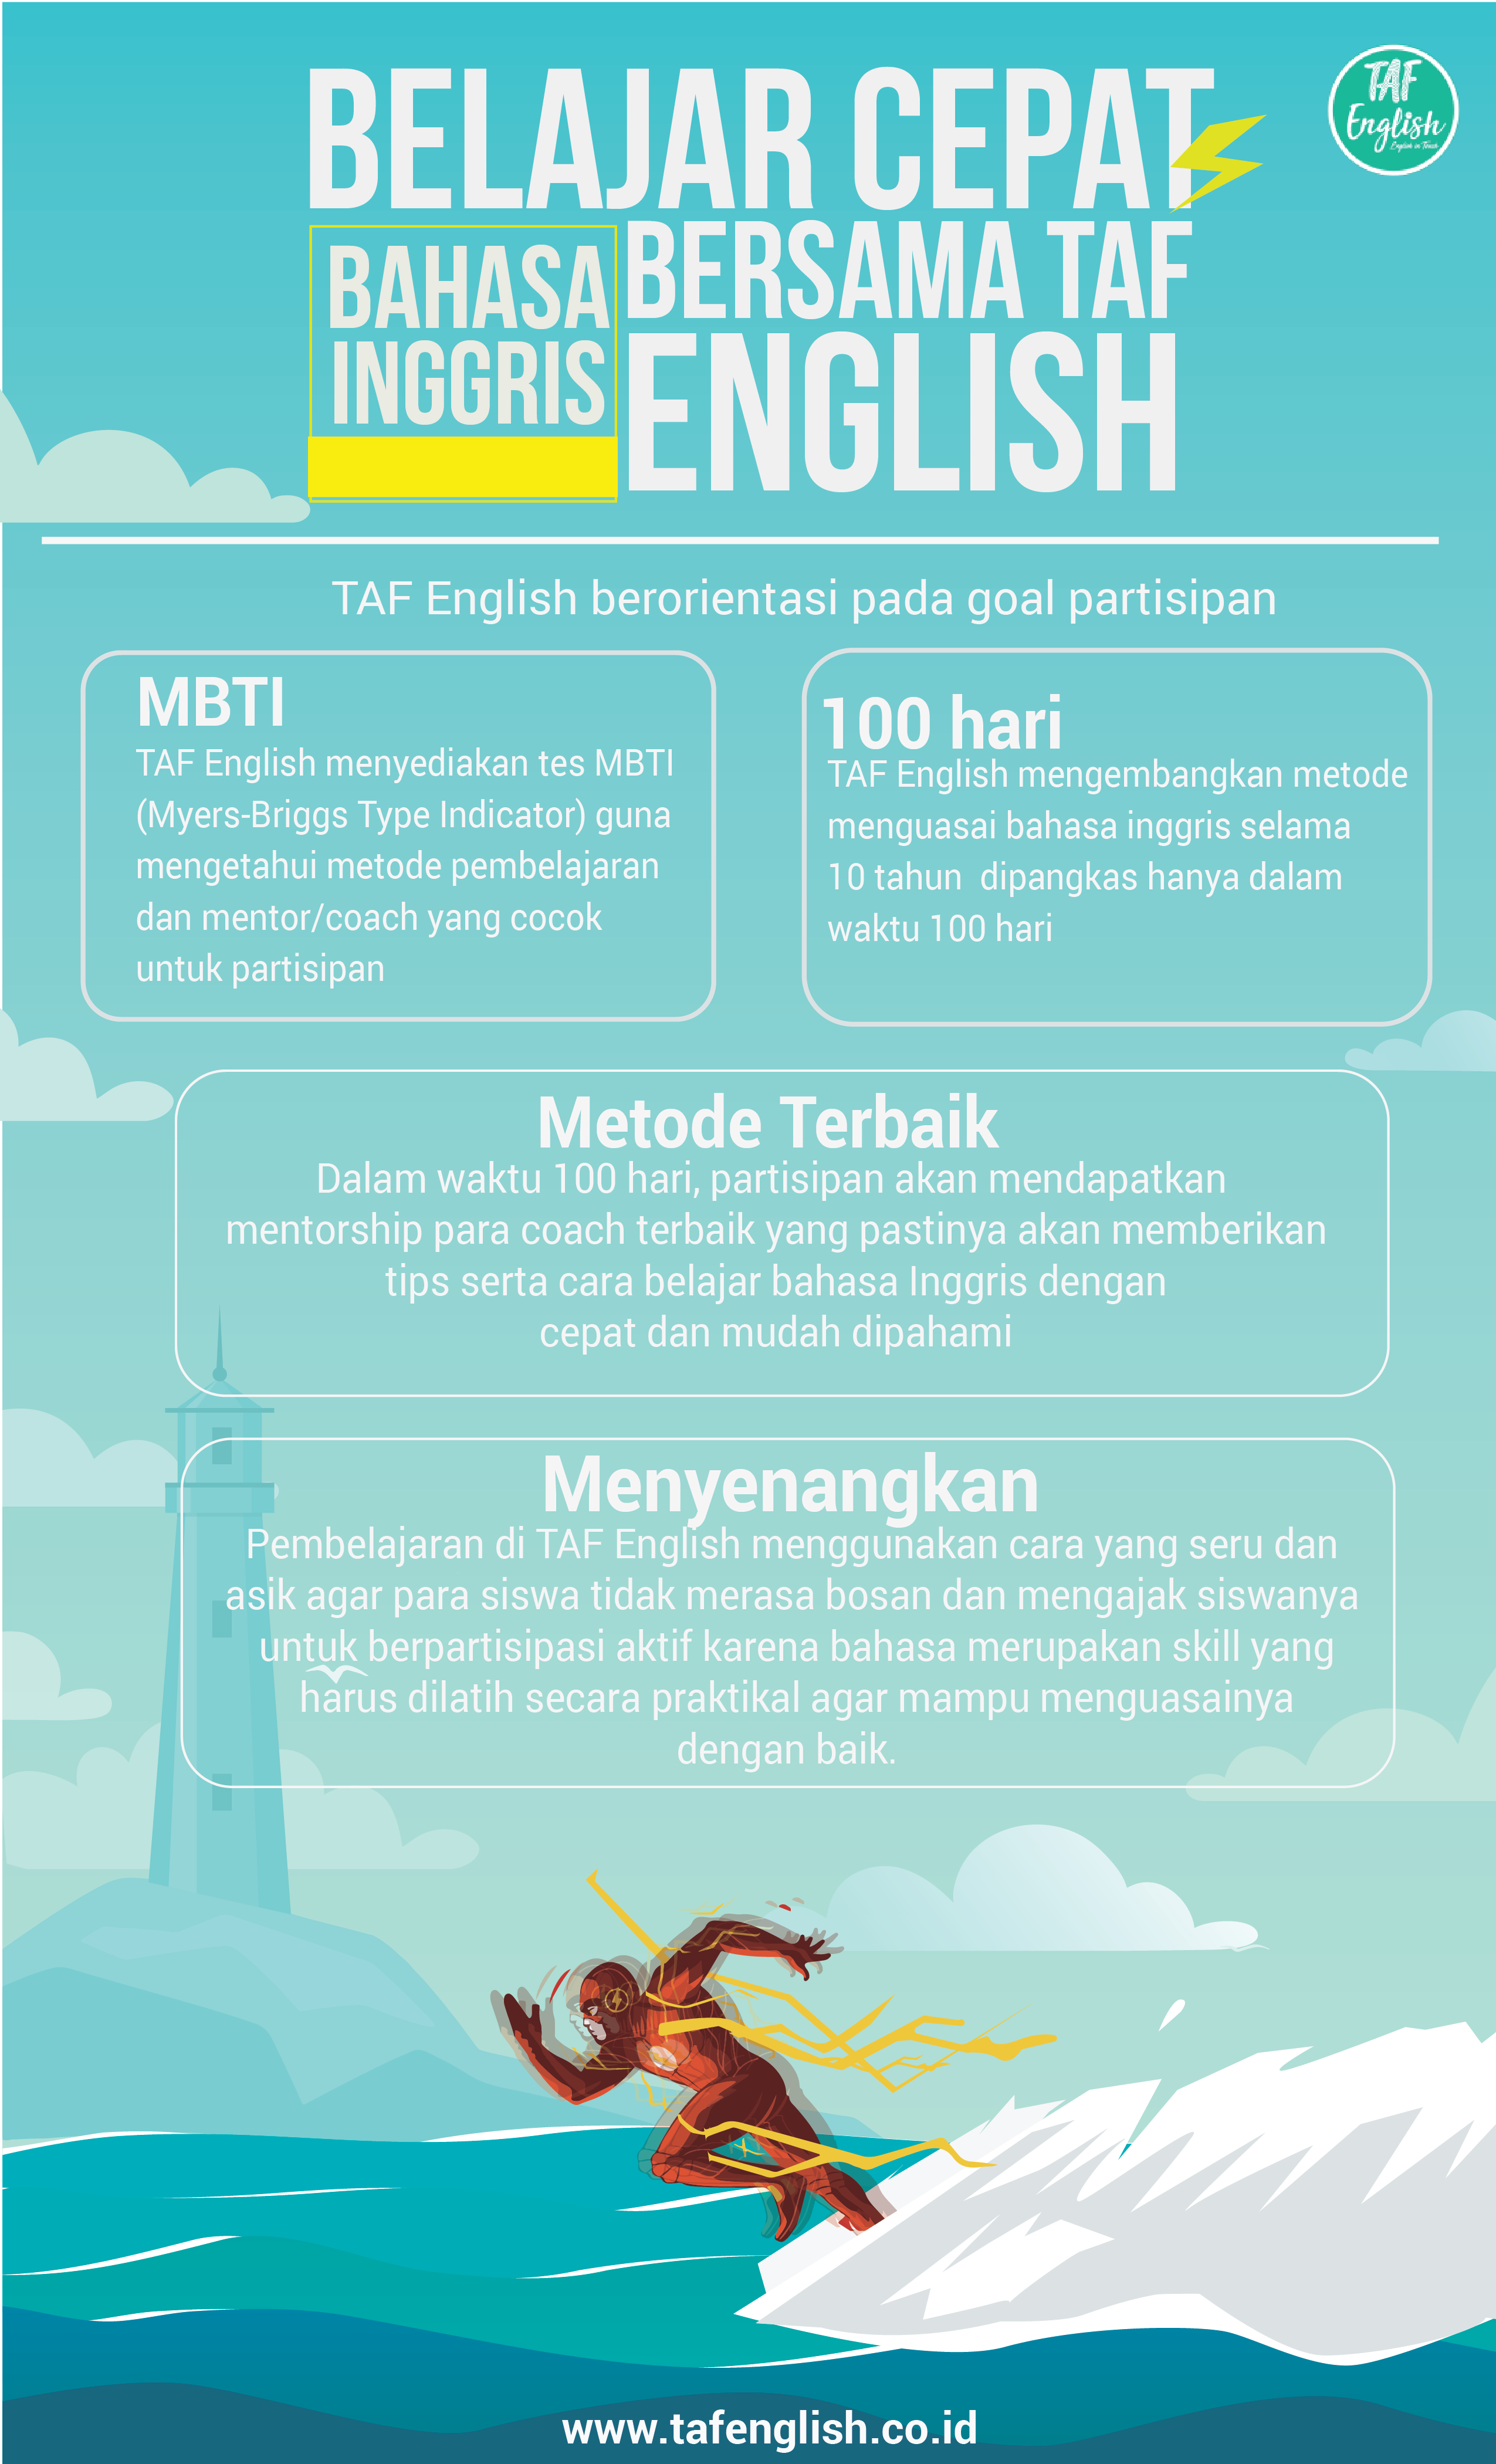 BELAJAR CEPAT
BAHASA
INGGRIS
BERSAMA TAF
ENGLISH
TAF
English
English in Touch
TAF English berorientasi pada goal partisipan
MBTI
TAF English menyediakan tes MBTI
(Myers-Briggs Type Indicator) guna
mengetahui metode pembelajaran
dan mentor/coach yang cocok
untuk partisipan
100 hari
TAF English mengembangkan metode
menguasai bahasa inggris selama
10 tahun  dipangkas hanya dalam
waktu 100 hari
Metode Terbaik
Dalam waktu 100 hari, partisipan akan mendapatkan
mentorship para coach terbaik yang pastinya akan memberikan
tips serta cara belajar bahasa Inggris dengan
cepat dan mudah dipahami
Menyenangkan
Pembelajaran di TAF English menggunakan cara yang seru dan
asik agar para siswa tidak merasa bosan dan mengajak siswanya
untuk berpartisipasi aktif karena bahasa merupakan skill yang
harus dilatih secara praktikal agar mampu menguasainya
dengan baik.
www.tafenglish.co.id